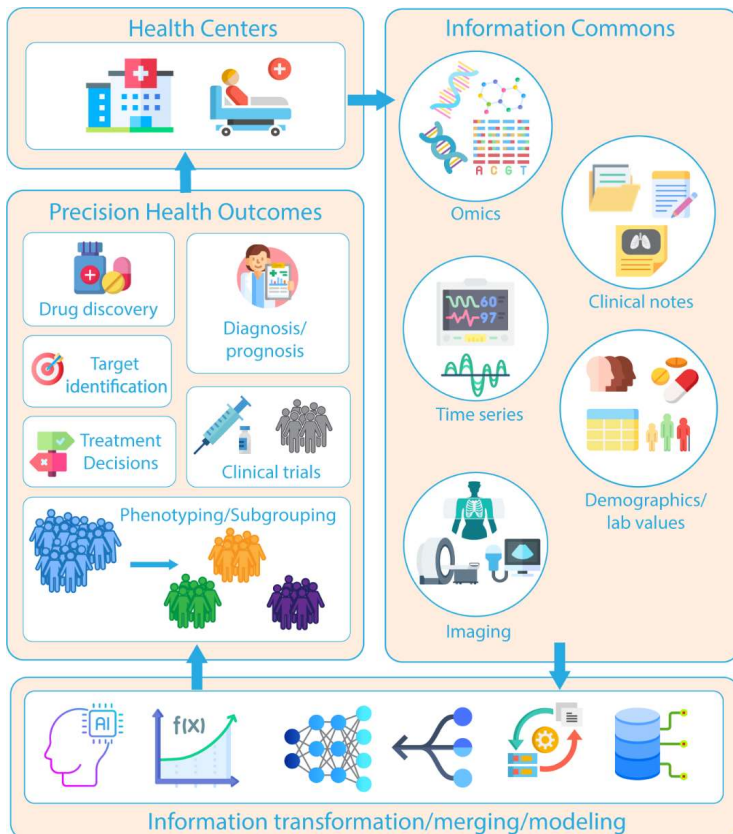 Health Centers
Information Commons
A C G T
Omics
Clinical notes
60
97
Time series
Demographics/
lab values
Imaging
Precision Health Outcomes
Drug discovery
Diagnosis/
prognosis
Target
identification
Treatment
Decisions
Clinical trials
Phenotyping/Subgrouping
AI
f(x)
Information transformation/merging/modeling